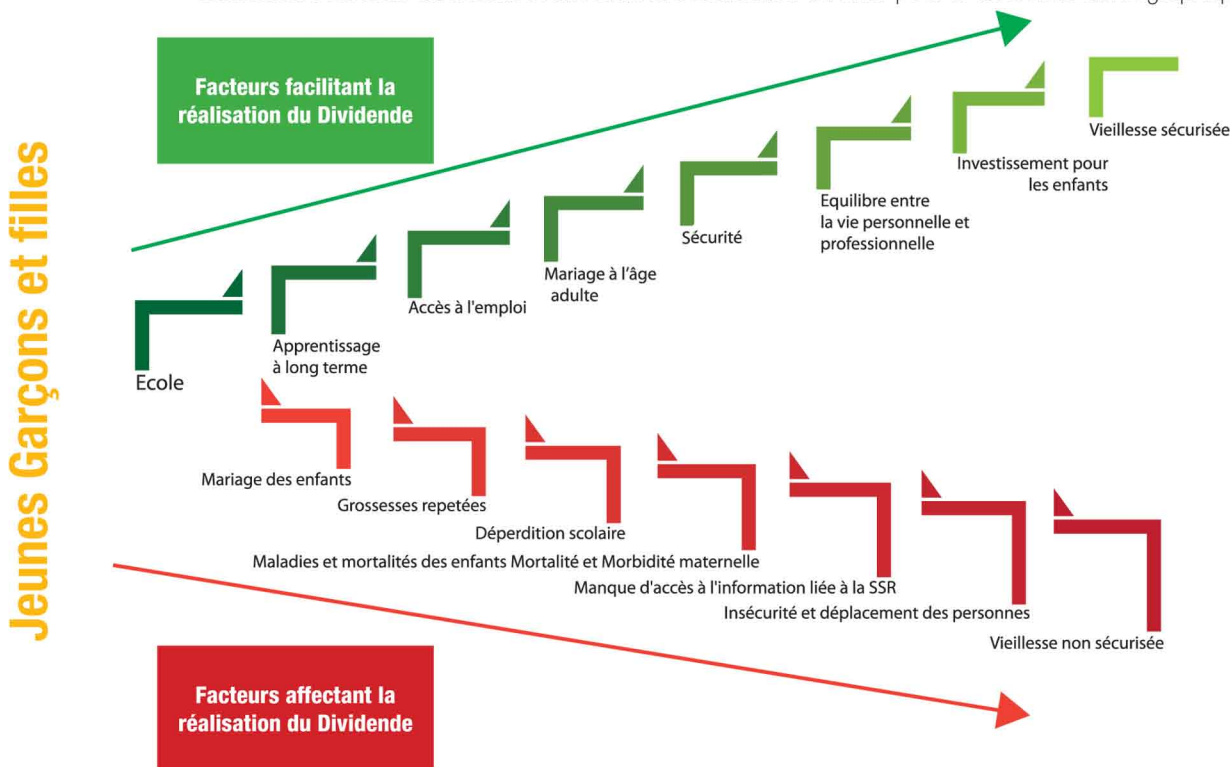 Jeunes Garçons et filles
Facteurs facilitant la
réalisation du Dividende
Ecole
Apprentissage
à long terme
Accès à l'emploi
Mariage à l'âge
adulte
Sécurité
Equilibre entre
la vie personnelle et
professionnelle
Investissement pour
les enfants
Vieillesse sécurisée
Mariage des enfants
Grossesses repetées
Déperdition scolaire
Maladies et mortalités des enfants Mortalité et Morbidité maternelle
Manque d'accès à l'information liée à la SSR
Insécurité et déplacement des personnes
Vieillesse non sécurisée
Facteurs affectant la
réalisation du Dividende